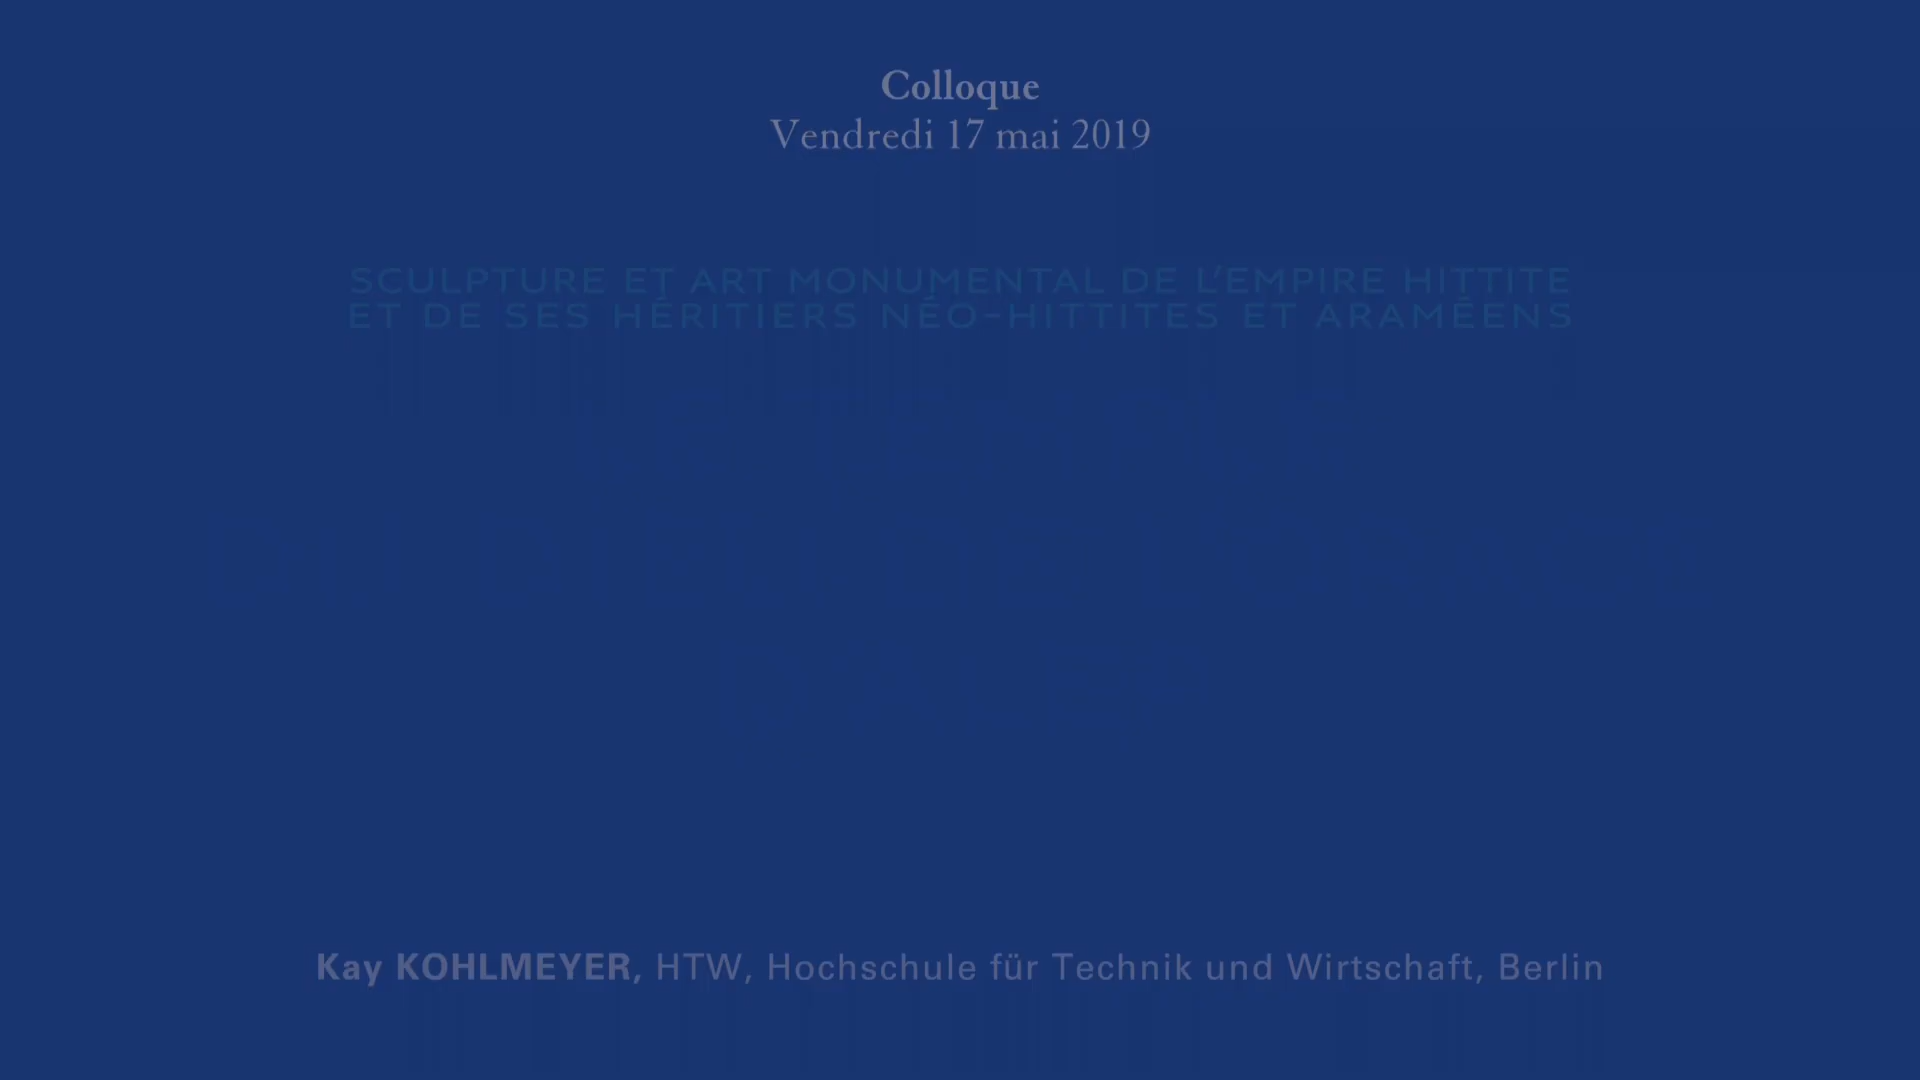 Colloque
Vendredi 17 mai 2019
SCULPTURE ET ART MONUMENTAL DE L'EMPIRE HITTITE
ET DE SES HÉRITIERS NÉO-HITTITES ET ARAMÉENS
Kay KOHLMEYER, HTW, Hochschule für Technik und Wirtschaft, Berlin